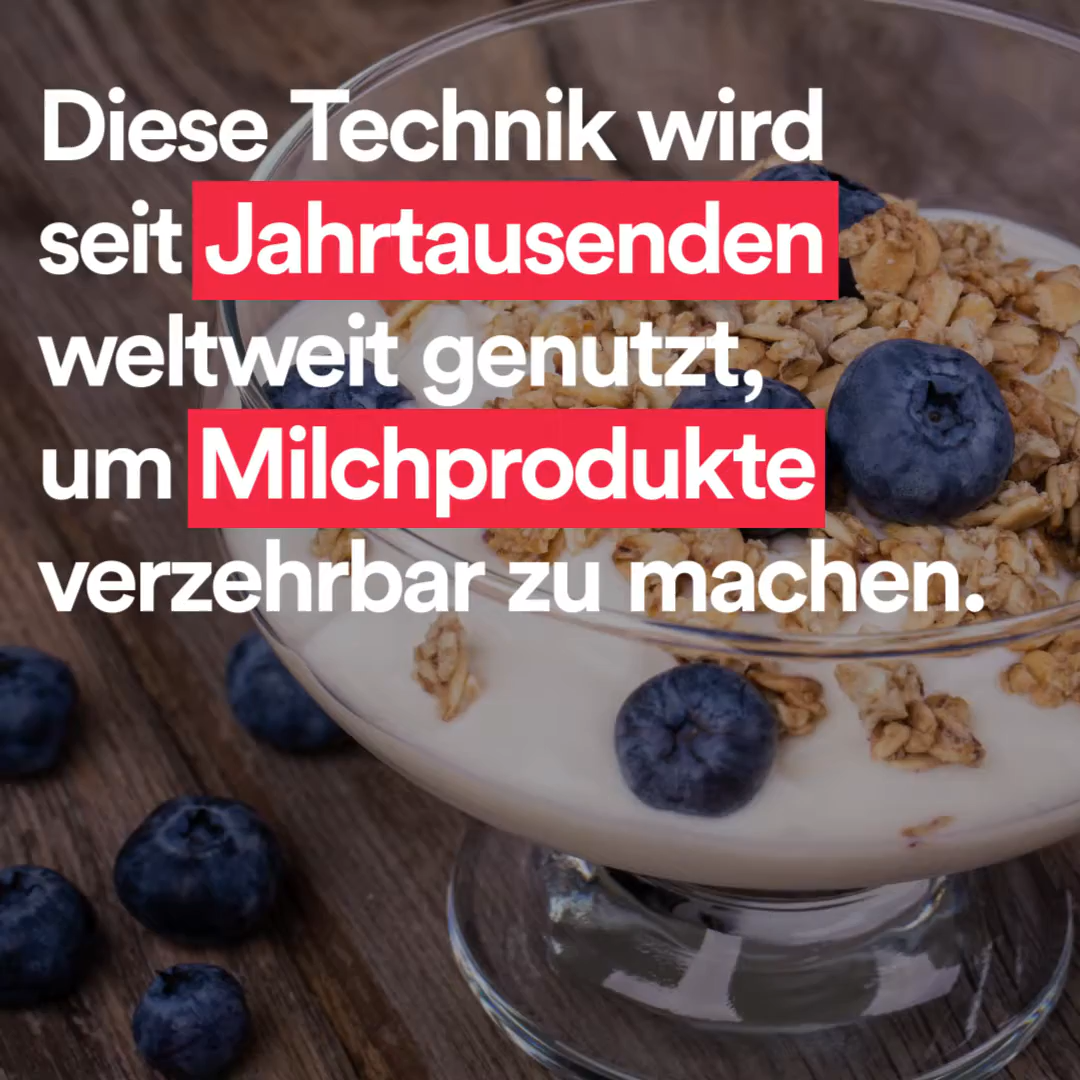 Diese Technik wird
seit Jahrtausenden
weltweit genutzt,
um Milchprodukte
verzehrbar zu machen.